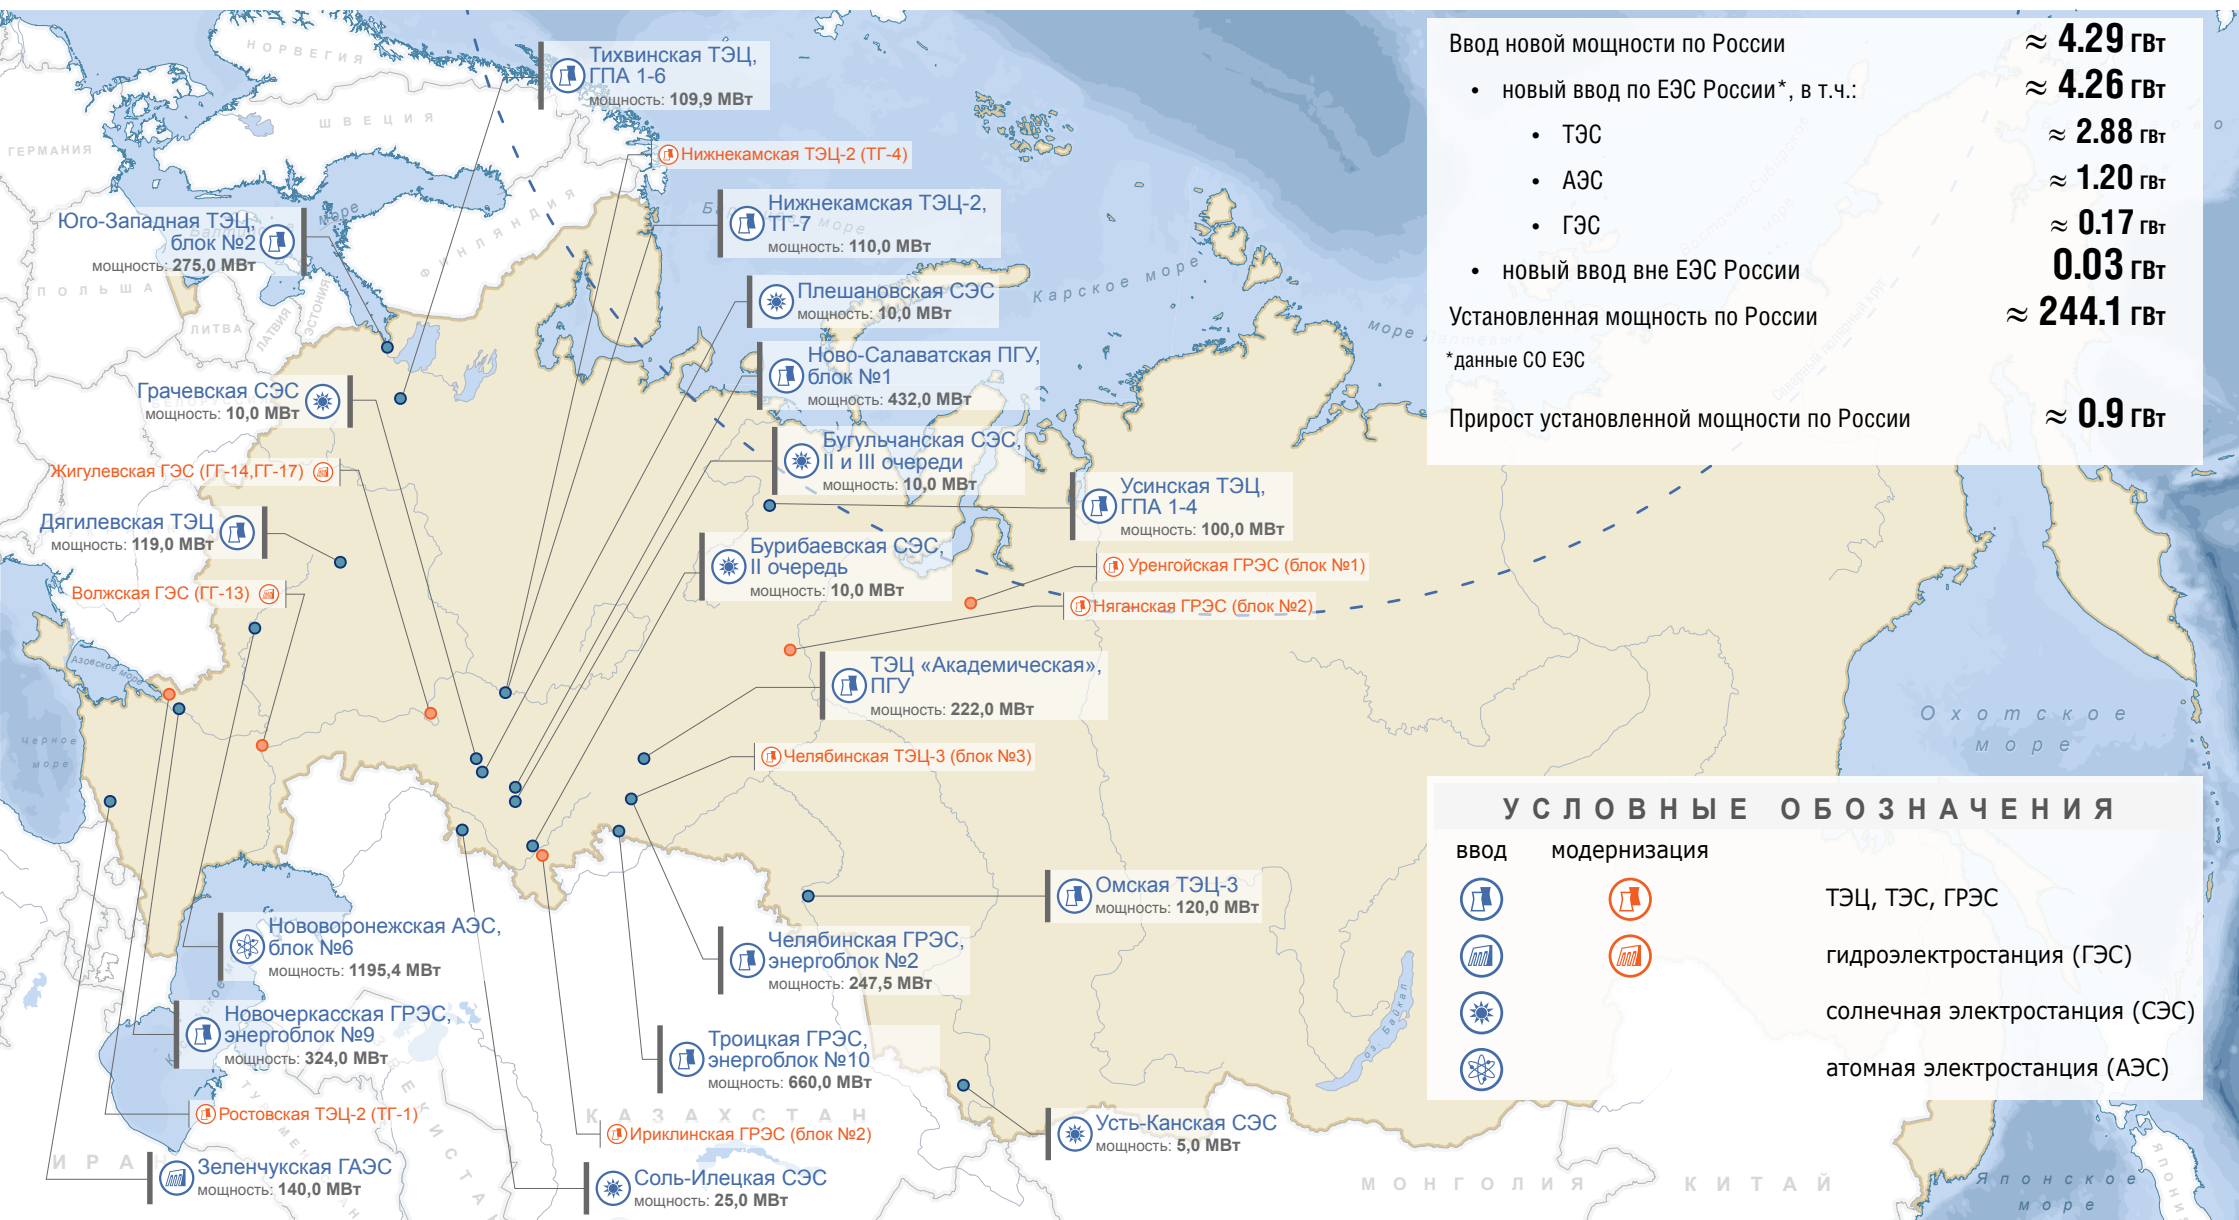 НОРВЕГИЯ
ШВЕЦИЯ
ФИНЛЯНДИЯ
ГЕРМАНИЯ
ПОЛЬША
ЛИТВА
ЛАТВИЯ
ЭСТОНИЯ
Карское море
Тихвинская ТЭЦ,
ГПА 1-6
мощность: 109,9 МВт
Нижнекамская ТЭЦ-2 (ТГ-4)
Нижнекамская ТЭЦ-2,
ТГ-7
мощность: 110,0 МВт
Юго-Западная ТЭЦ,
блок №2
мощность: 275,0 МВт
Плешановская СЭС
мощность: 10,0 МВт
Ново-Салаватская ПГУ,
блок №1
мощность: 432,0 МВт
Грачевская СЭС
мощность: 10,0 МВт
Бугульчанская СЭС,
II и III очереди
мощность: 10,0 МВт
Жигулевская ГЭС (ГГ-14,ГГ-17)
Усинская ТЭЦ,
ГПА 1-4
мощность: 100,0 МВт
Дягилевская ТЭЦ
мощность: 119,0 МВт
Бурибаевская СЭС,
II очередь
мощность: 10,0 МВт
Уренгойская ГРЭС (блок №1)
Волжская ГЭС (ГГ-13)
Няганская ГРЭС (блок №2)
Азовское море
ТЭЦ «Академическая»,
ПГУ
мощность: 222,0 МВт
Челябинская ТЭЦ-3 (блок №3)
Черное
море
Омская ТЭЦ-3
мощность: 120,0 МВт
Нововоронежская АЭС,
блок №6
мощность: 1195,4 МВт
Челябинская ГРЭС,
энергоблок №2
мощность: 247,5 МВт
Новочеркасская ГРЭС,
энергоблок №9
мощность: 324,0 МВт
Троицкая ГРЭС,
энергоблок №10
мощность: 660,0 МВт
Ростовская ТЭЦ-2 (ТГ-1)
Ириклинская ГРЭС (блок №2)
Усть-Канская СЭС
мощность: 5,0 МВт
Зеленчукская ГАЭС
мощность: 140,0 МВт
Соль-Илецкая СЭС
мощность: 25,0 МВт
ИРАН
КАЗАХСТАН
МОНГОЛИЯ
КИТАЙ
ЯПОНИЯ
оз. Байкал
Охотское
море
Японское
море
Ввод новой мощности по России ≈ 4.29 ГВт
• новый ввод по ЕЭС России*, в т.ч.: ≈ 4.26 ГВт
• ТЭС ≈ 2.88 ГВт
• АЭС ≈ 1.20 ГВт
• ГЭС ≈ 0.17 ГВт
• новый ввод вне ЕЭС России 0.03 ГВт
Установленная мощность по России ≈ 244.1 ГВт
*данные СО ЕЭС
Прирост установленной мощности по России ≈ 0.9 ГВт
УСЛОВНЫЕ ОБОЗНАЧЕНИЯ
ввод модернизация
ТЭЦ, ТЭС, ГРЭС
гидроэлектростанция (ГЭС)
солнечная электростанция (СЭС)
атомная электростанция (АЭС)